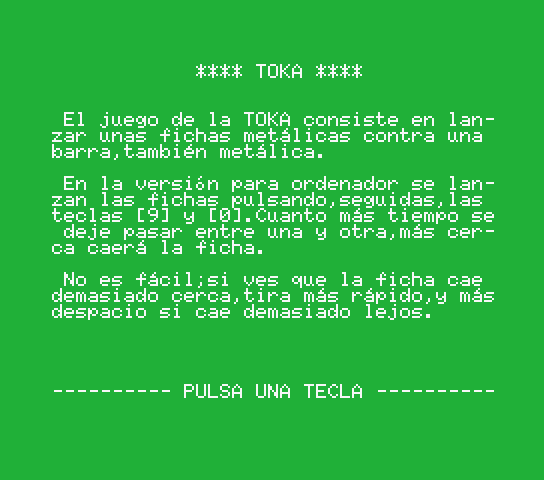 **** TOKA ****
El juego de la TOKA consiste en lan-
zar unas fichas metálicas contra una
barra,también metálica.
En la versión para ordenador se lan-
zan las fichas pulsando,seguidas,las
teclas [9] y [0].Cuanto más tiempo se
deje pasar entre una y otra,más cer-
ca caerá la ficha.
No es fácil;si ves que la ficha cae
demasiado cerca,tira más rápido,y más
despacio si cae demasiado lejos.
---------- PULSA UNA TECLA ----------